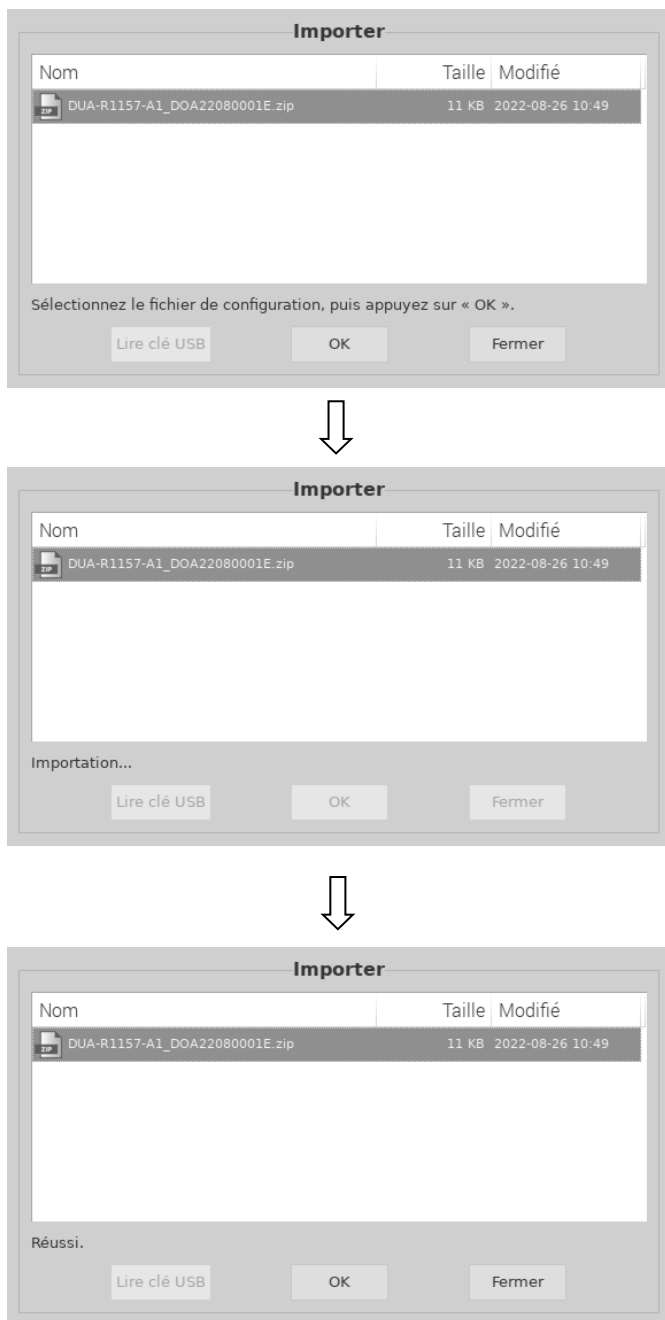 Importer
Nom Taille Modifié
ZIP DUA-R1157-A1_DOA22080001E.zip 11 KB 2022-08-26 10:49
Sélectionnez le fichier de configuration, puis appuyez sur « OK ».
Lire clé USB OK Fermer
Importer
Nom Taille Modifié
ZIP DUA-R1157-A1_DOA22080001E.zip 11 KB 2022-08-26 10:49
Importation...
Lire clé USB OK Fermer
Importer
Nom Taille Modifié
ZIP DUA-R1157-A1_DOA22080001E.zip 11 KB 2022-08-26 10:49
Réussi.
Lire clé USB OK Fermer